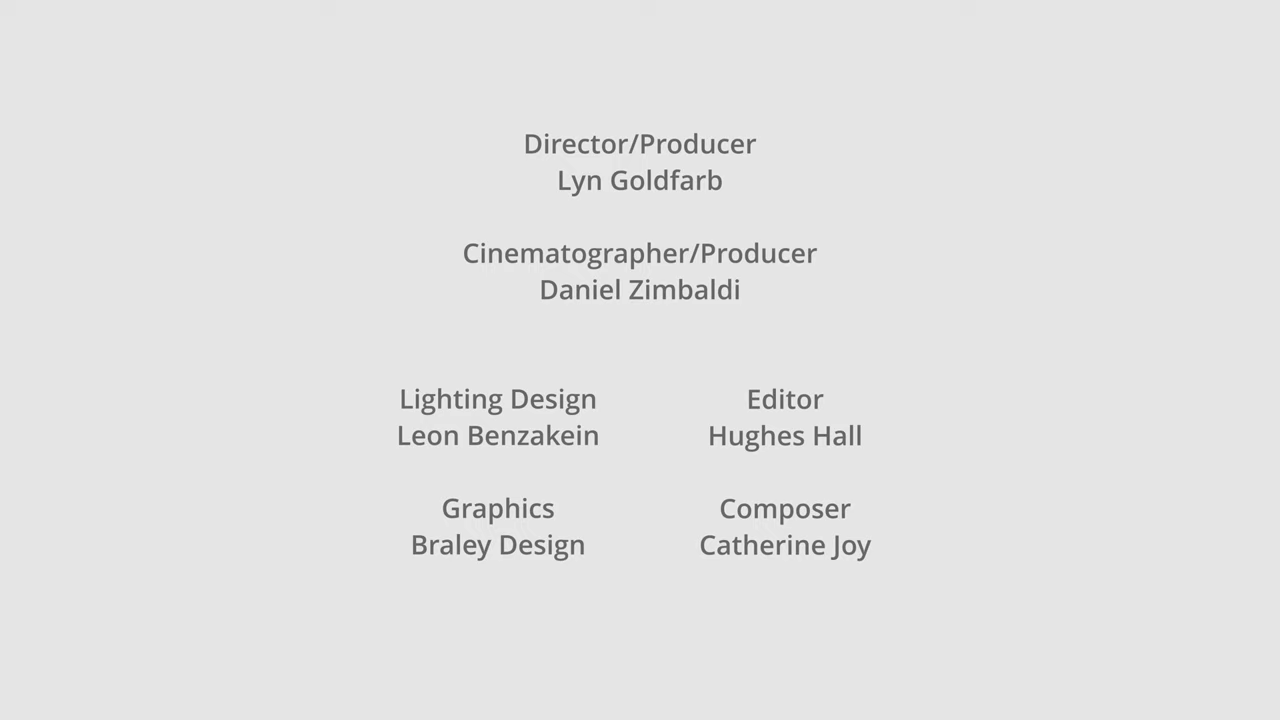 Director/Producer
Lyn Goldfarb
Cinematographer/Producer
Daniel Zimbaldi
Lighting Design
Leon Benzakein
Editor
Hughes Hall
Graphics
Braley Design
Composer
Catherine Joy